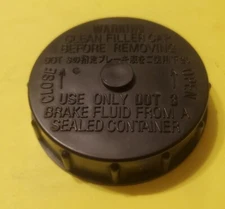 WARNING
CLEAN FILLER CAP
BEFORE REMOVING
CLOSE
OPEN
USE ONLY DOT 3
BRAKE FLUID FROM A
SEALED CONTAINER